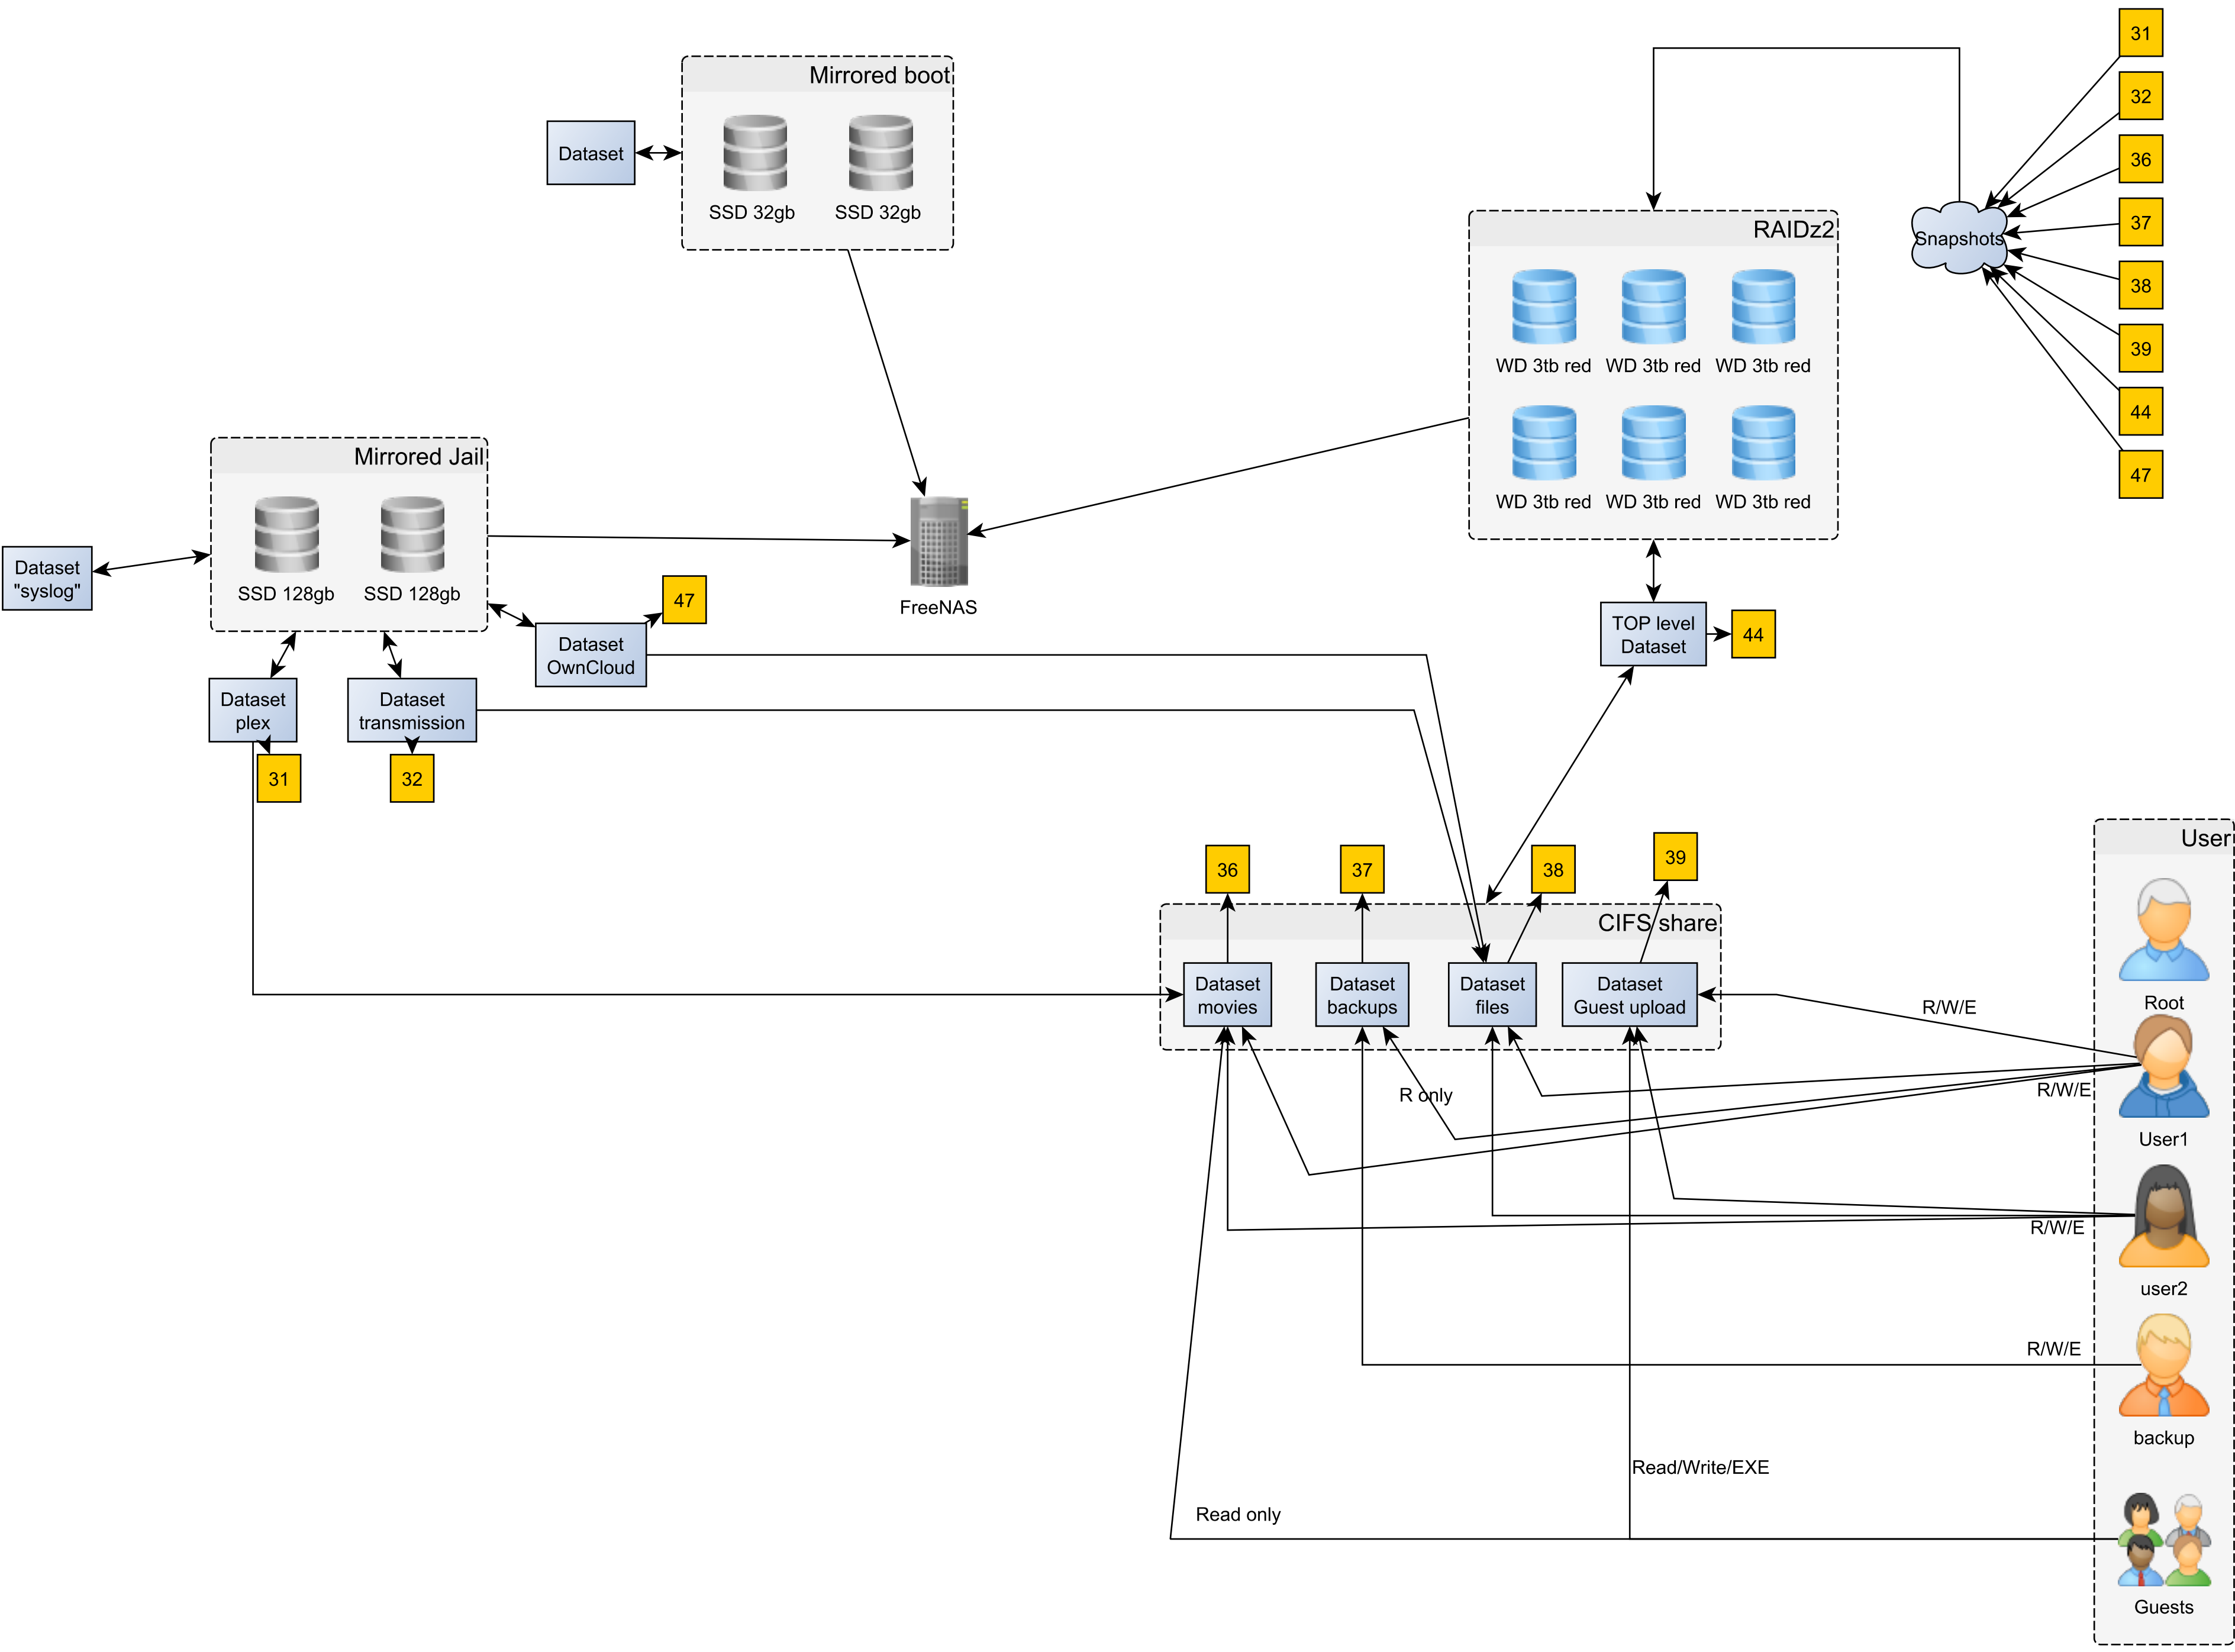 31
Mirrored boot
32
Dataset
36
SSD 32gb
SSD 32gb
37
RAIDz2
Snapshots
38
39
WD 3tb red
WD 3tb red
WD 3tb red
44
Mirrored Jail
47
WD 3tb red
WD 3tb red
WD 3tb red
Dataset
"syslog"
SSD 128gb
SSD 128gb
47
FreeNAS
Dataset
OwnCloud
TOP level
Dataset
44
Dataset
plex
Dataset
transmission
31
32
User
36
37
38
39
CIFS share
Dataset
movies
Dataset
backups
Dataset
files
Dataset
Guest upload
R/W/E
Root
R only
R/W/E
User1
R/W/E
user2
R/W/E
backup
Read/Write/EXE
Read only
Guests